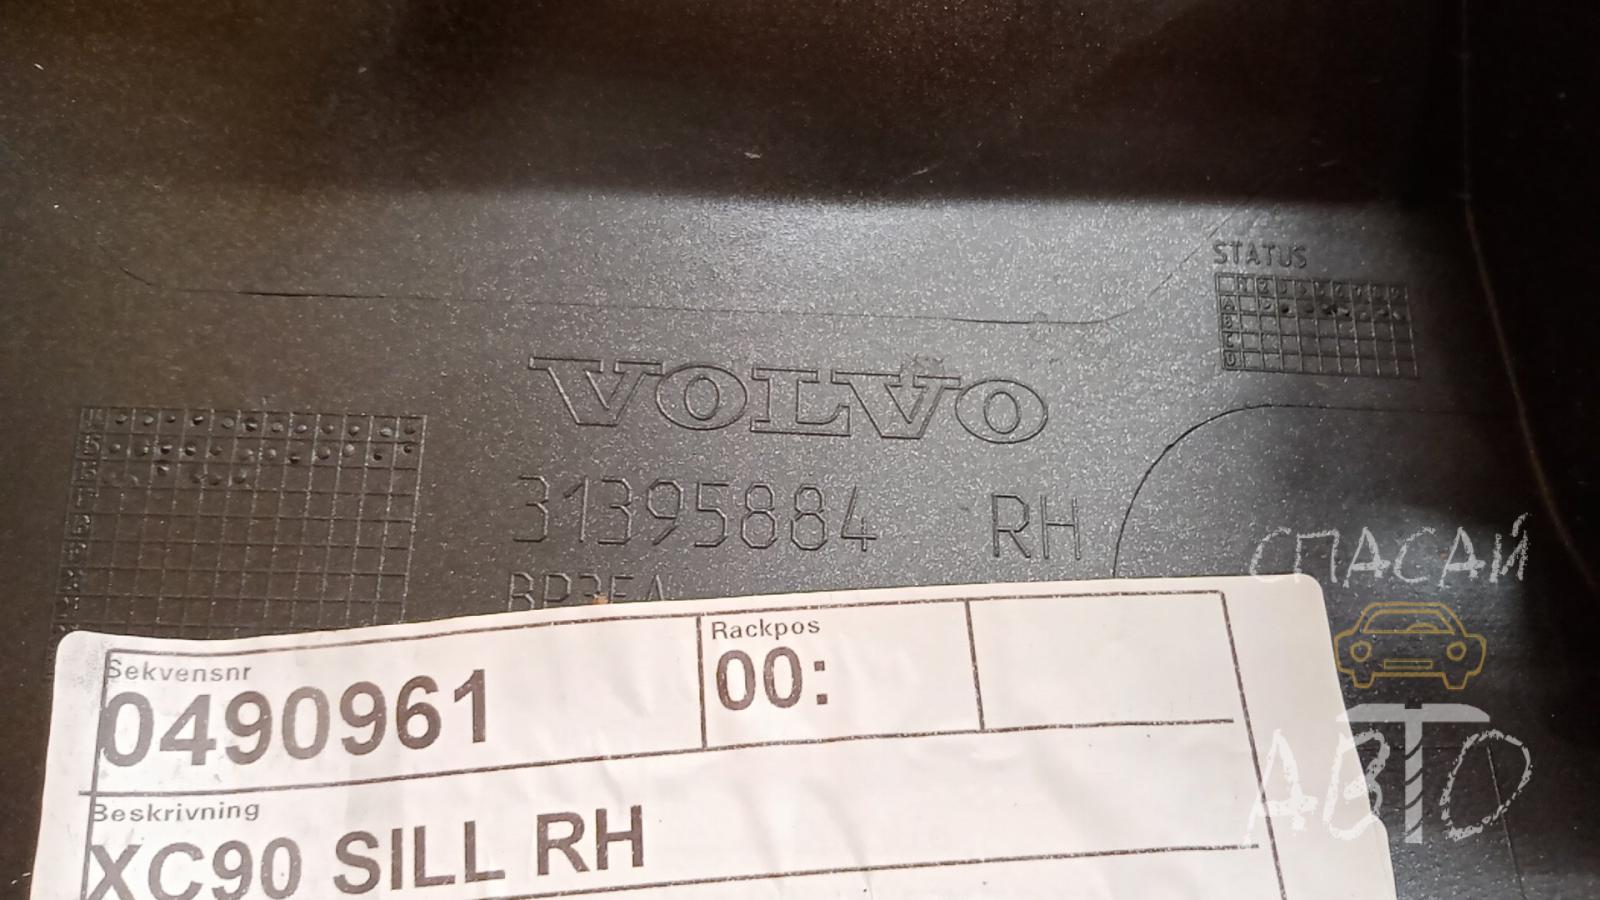 STATUS
VOLVO
31395884 RH
Sekvensnr
0490961
Rackpos
00:
Beskrivning
XC90 SILL RH
СПАСАЙ
АВТО